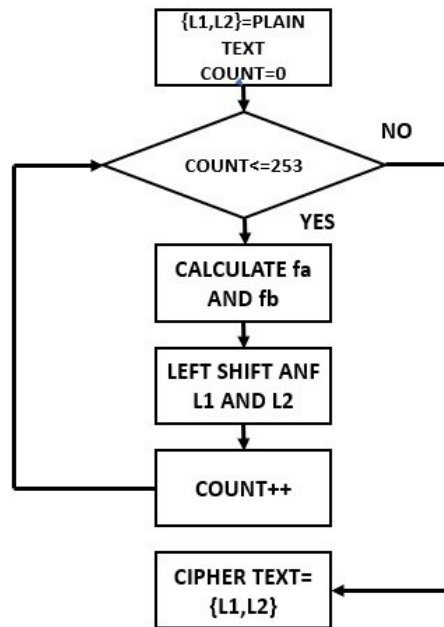 {L1,L2}=PLAIN
TEXT
COUNT=0
NO
COUNT<=253
YES
CALCULATE fa
AND fb
LEFT SHIFT ANF
L1 AND L2
COUNT++
CIPHER TEXT=
{L1,L2}